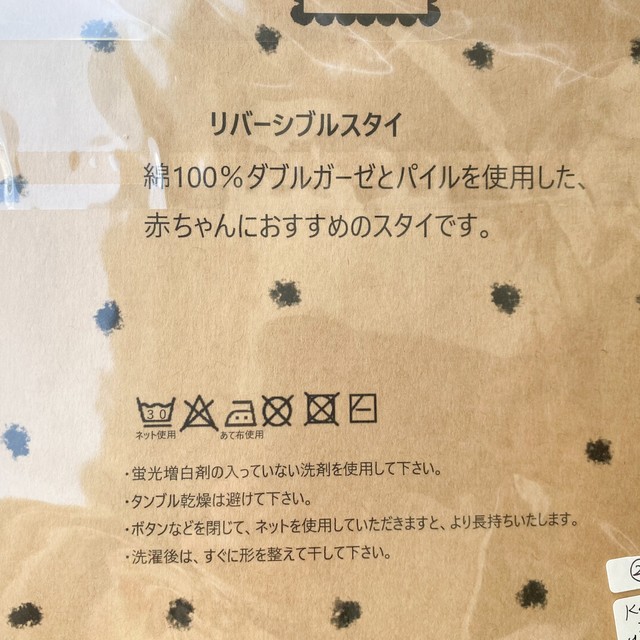 リバーシブルスタイ
綿100％ダブルガーゼとパイルを使用した、
赤ちゃんにおすすめのスタイです。
30
ネット使用 あて布使用
・蛍光増白剤の入っていない洗剤を使用して下さい。
・タンブル乾燥は避けて下さい。
・ボタンなどを閉じて、ネットを使用していただきますと、より長持ちいたします。
・洗濯後は、すぐに形を整えて干して下さい。